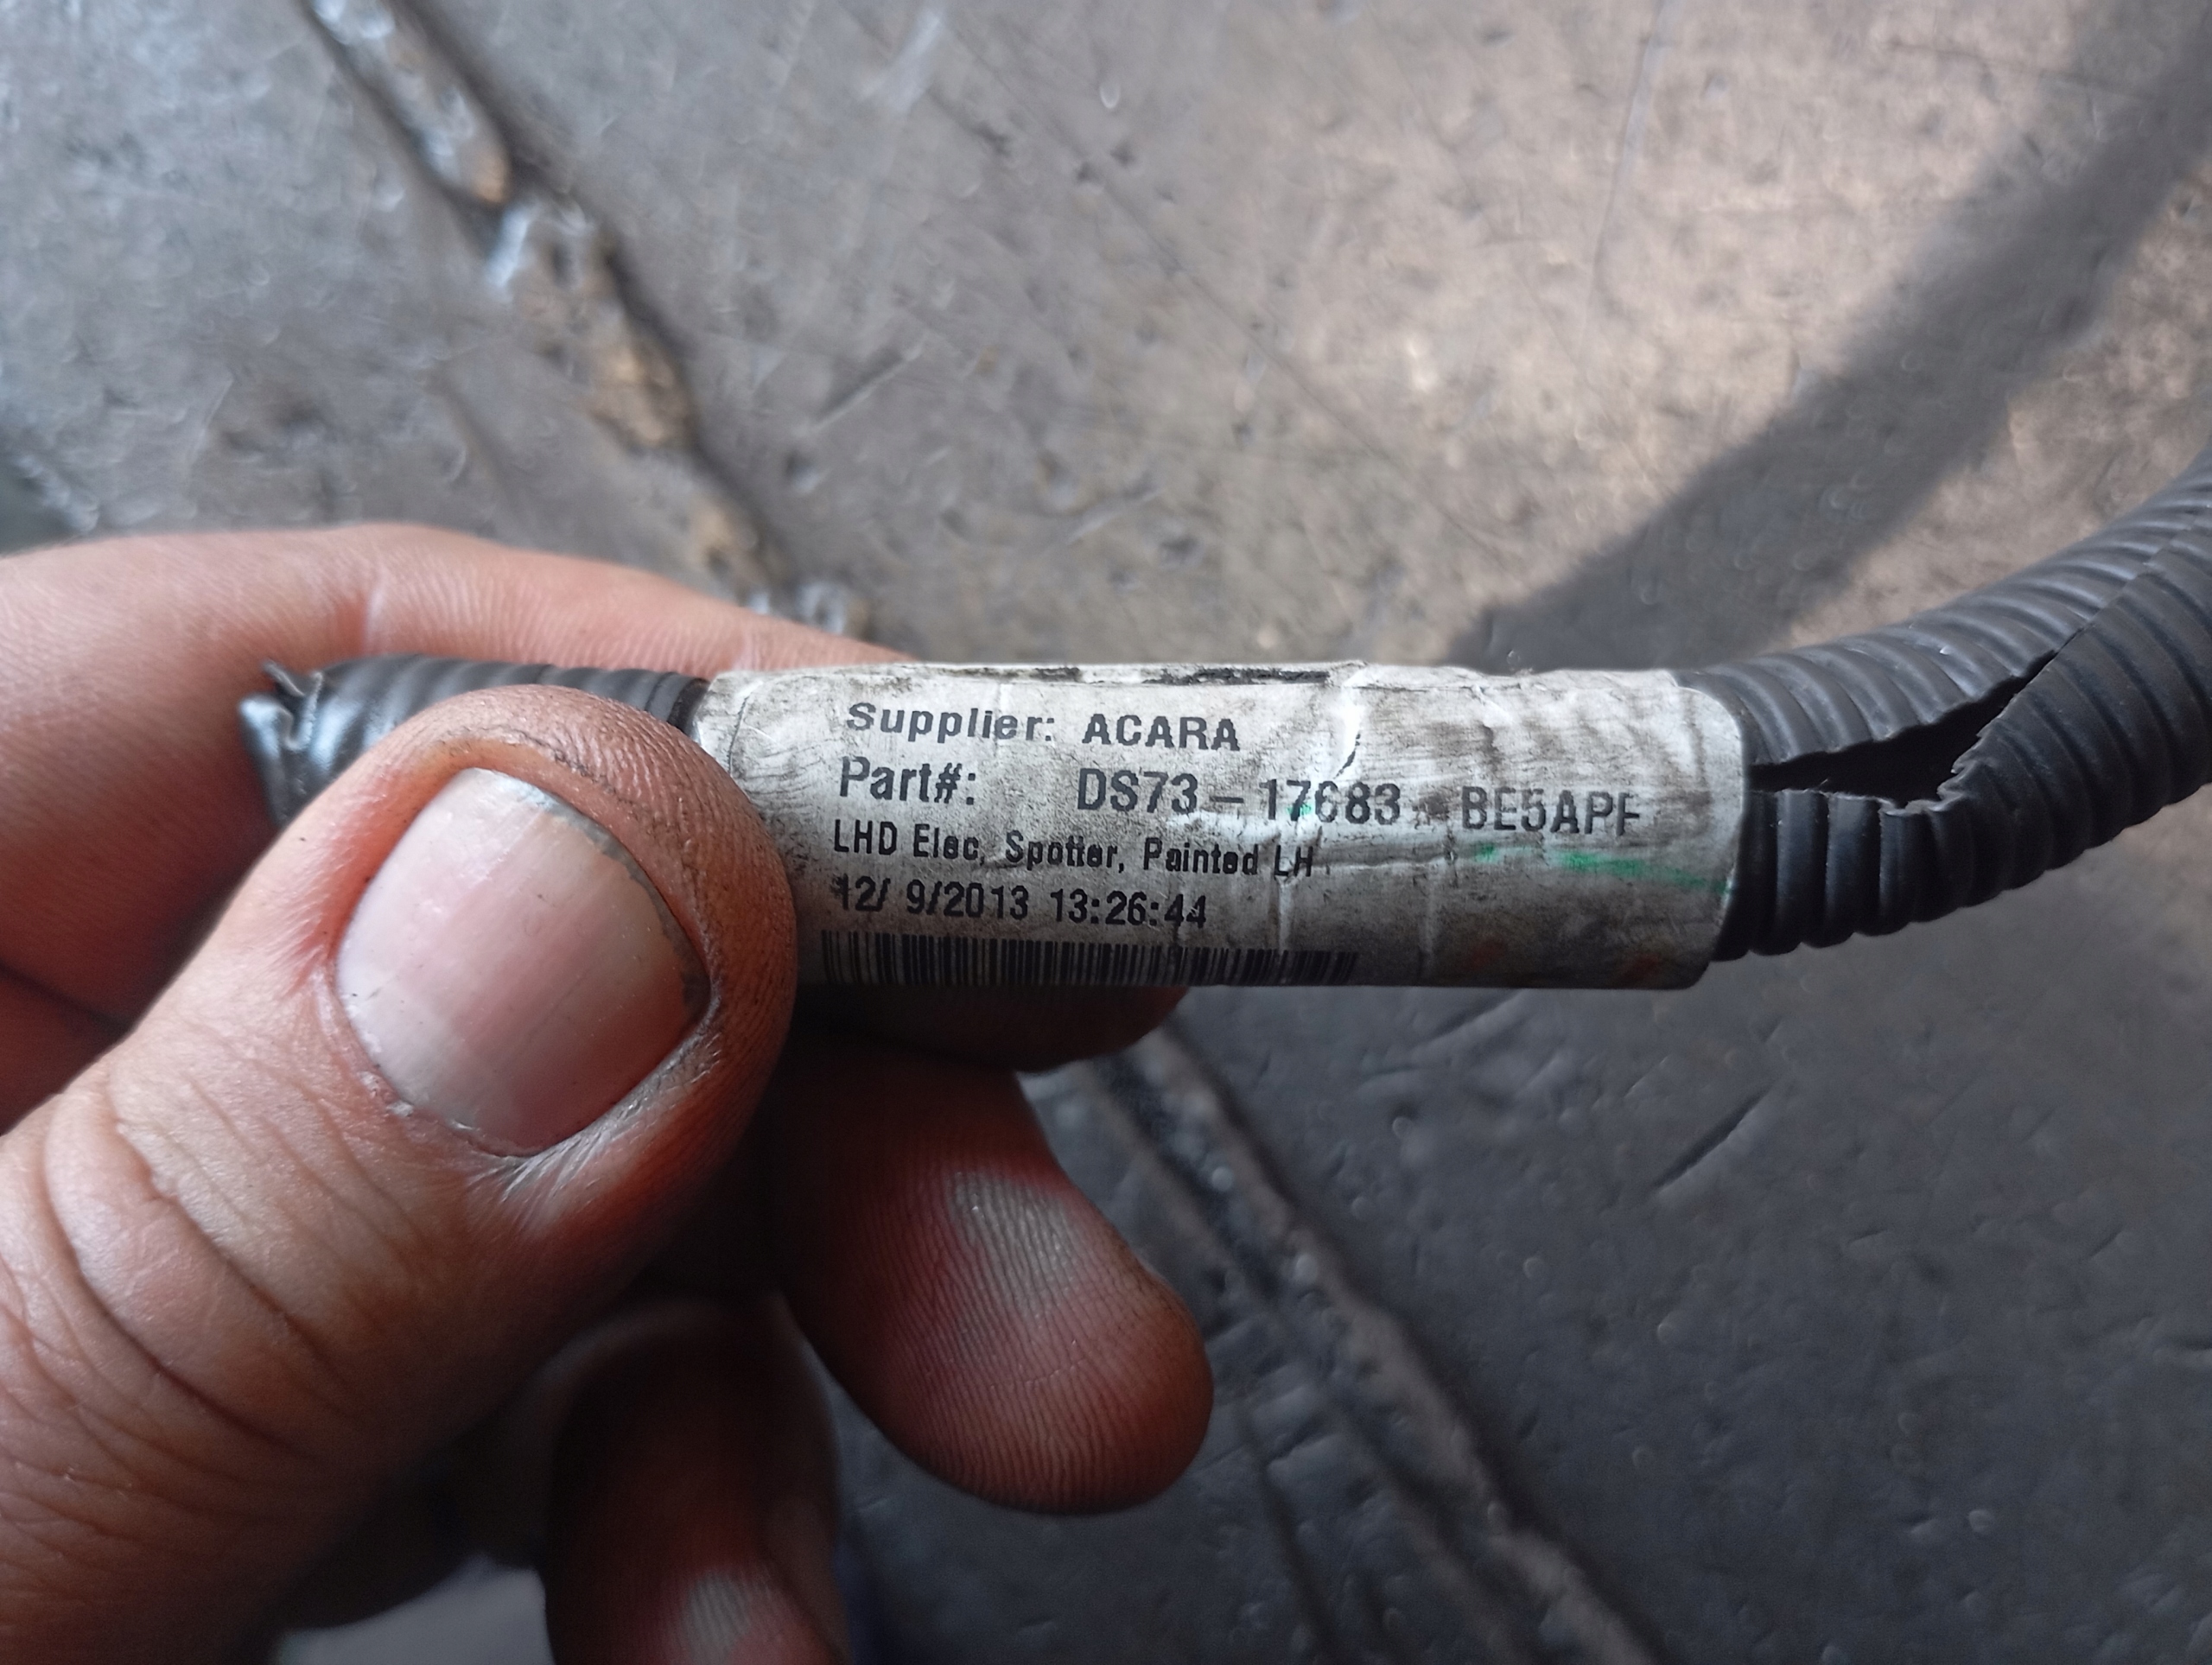 Supplier: ACARA
Part#: DS73-17683-BE5APF
LHD Elec, Spotter, Painted LH
12/ 9/2013 13:26:44